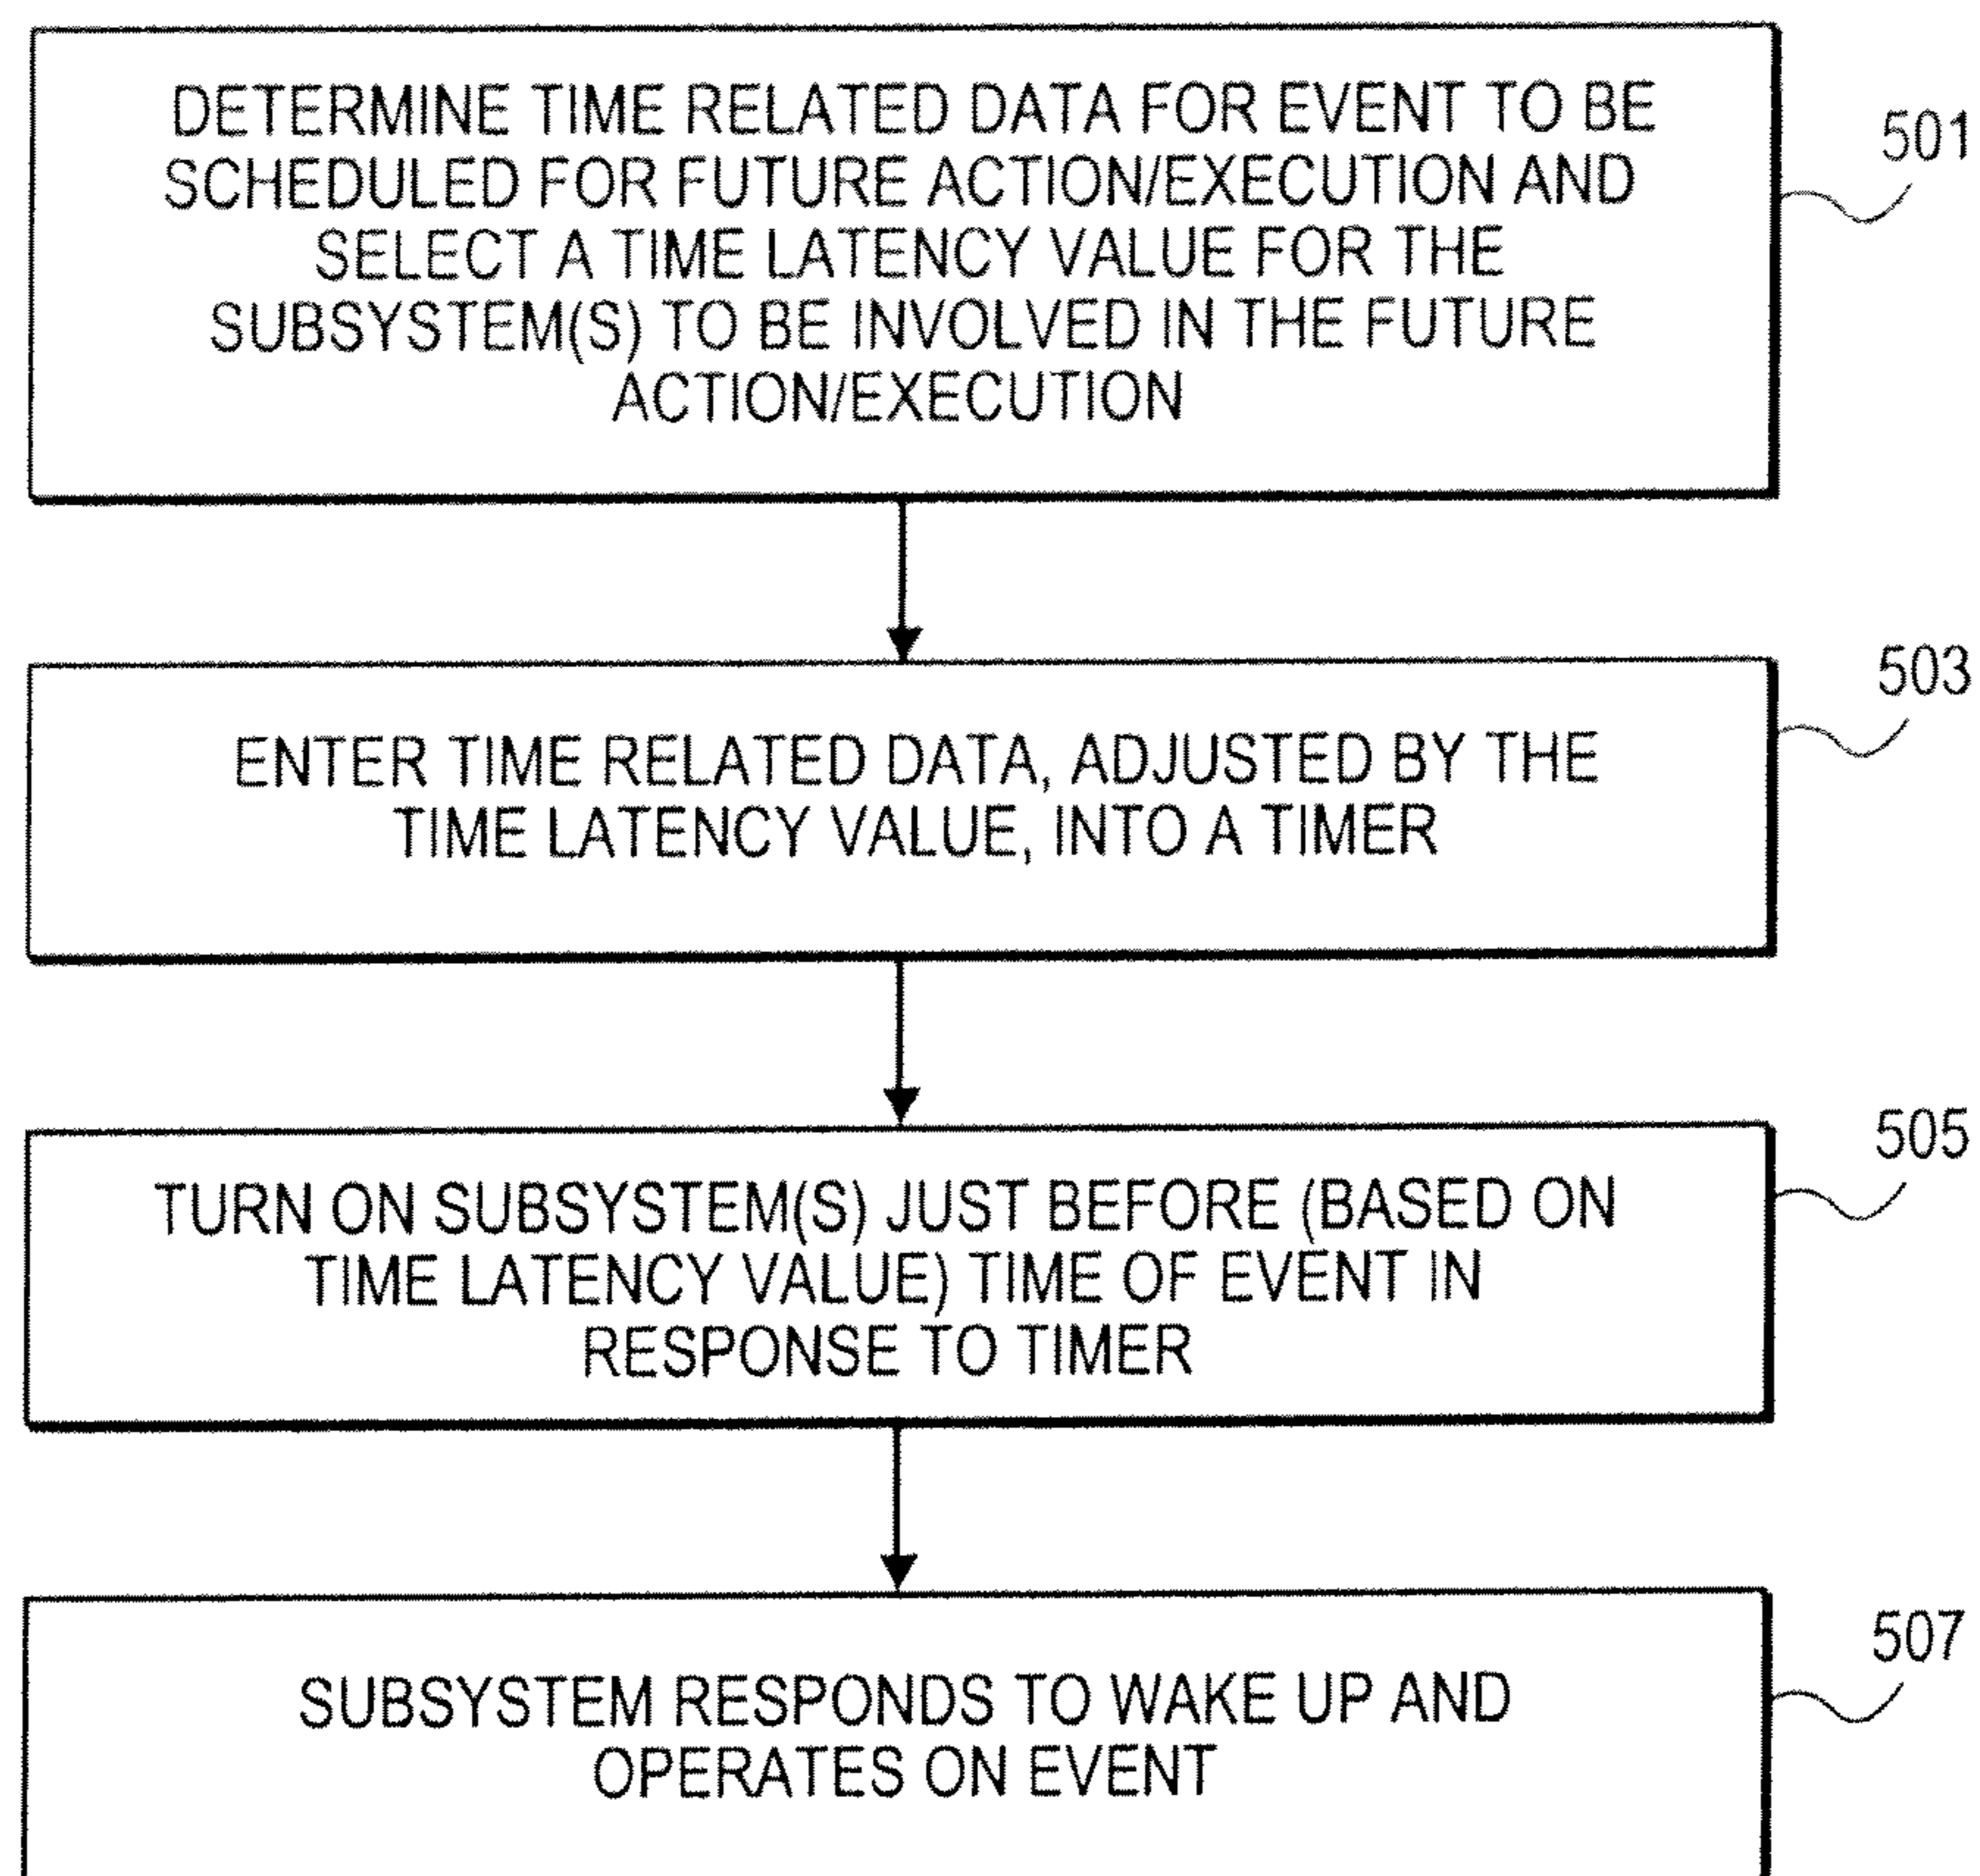 DETERMINE TIME RELATED DATA FOR EVENT TO BE
SCHEDULED FOR FUTURE ACTION/EXECUTION AND
SELECT A TIME LATENCY VALUE FOR THE
SUBSYSTEM(S) TO BE INVOLVED IN THE FUTURE
ACTION/EXECUTION
501
ENTER TIME RELATED DATA, ADJUSTED BY THE
TIME LATENCY VALUE, INTO A TIMER
503
TURN ON SUBSYSTEM(S) JUST BEFORE (BASED ON
TIME LATENCY VALUE) TIME OF EVENT IN
RESPONSE TO TIMER
505
SUBSYSTEM RESPONDS TO WAKE UP AND
OPERATES ON EVENT
507